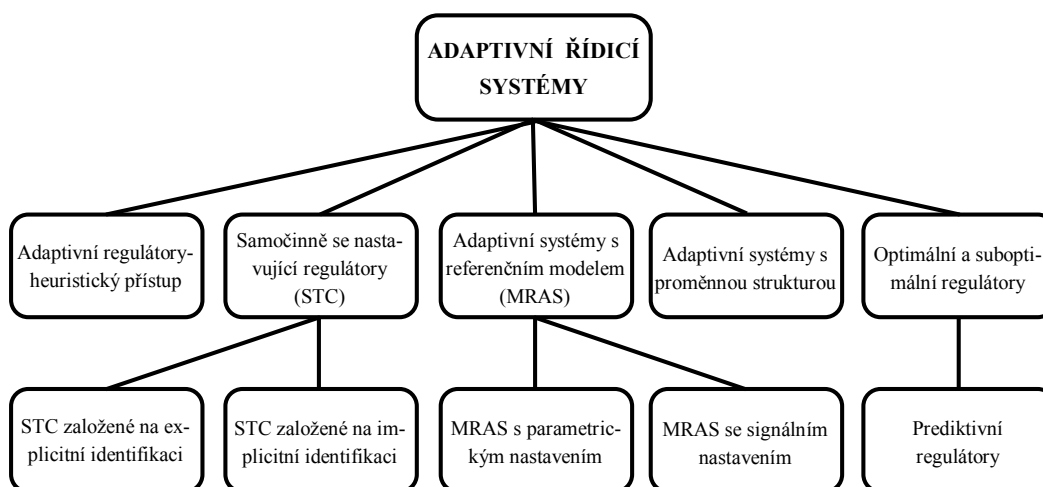 ADAPTIVNÍ ŘÍDICÍ
SYSTÉMY
Adaptivní regulátory-
heuristický přístup
Samočinně se nasta-
vující regulátory
(STC)
Adaptivní systémy s
referenčním modelem
(MRAS)
Adaptivní systémy s
proměnnou strukturou
Optimální a subopti-
mální regulátory
STC založené na ex-
plicitní identifikaci
STC založené na im-
plicitní identifikaci
MRAS s parametric-
kým nastavením
MRAS se signálním
nastavením
Prediktivní
regulátory